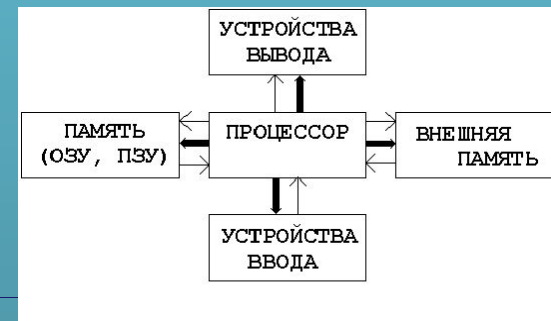 УСТРОЙСТВА
ВЫВОДА
ПАМЯТЬ
(ОЗУ, ПЗУ)
ПРОЦЕССОР
ВНЕШНЯЯ
ПАМЯТЬ
УСТРОЙСТВА
ВВОДА